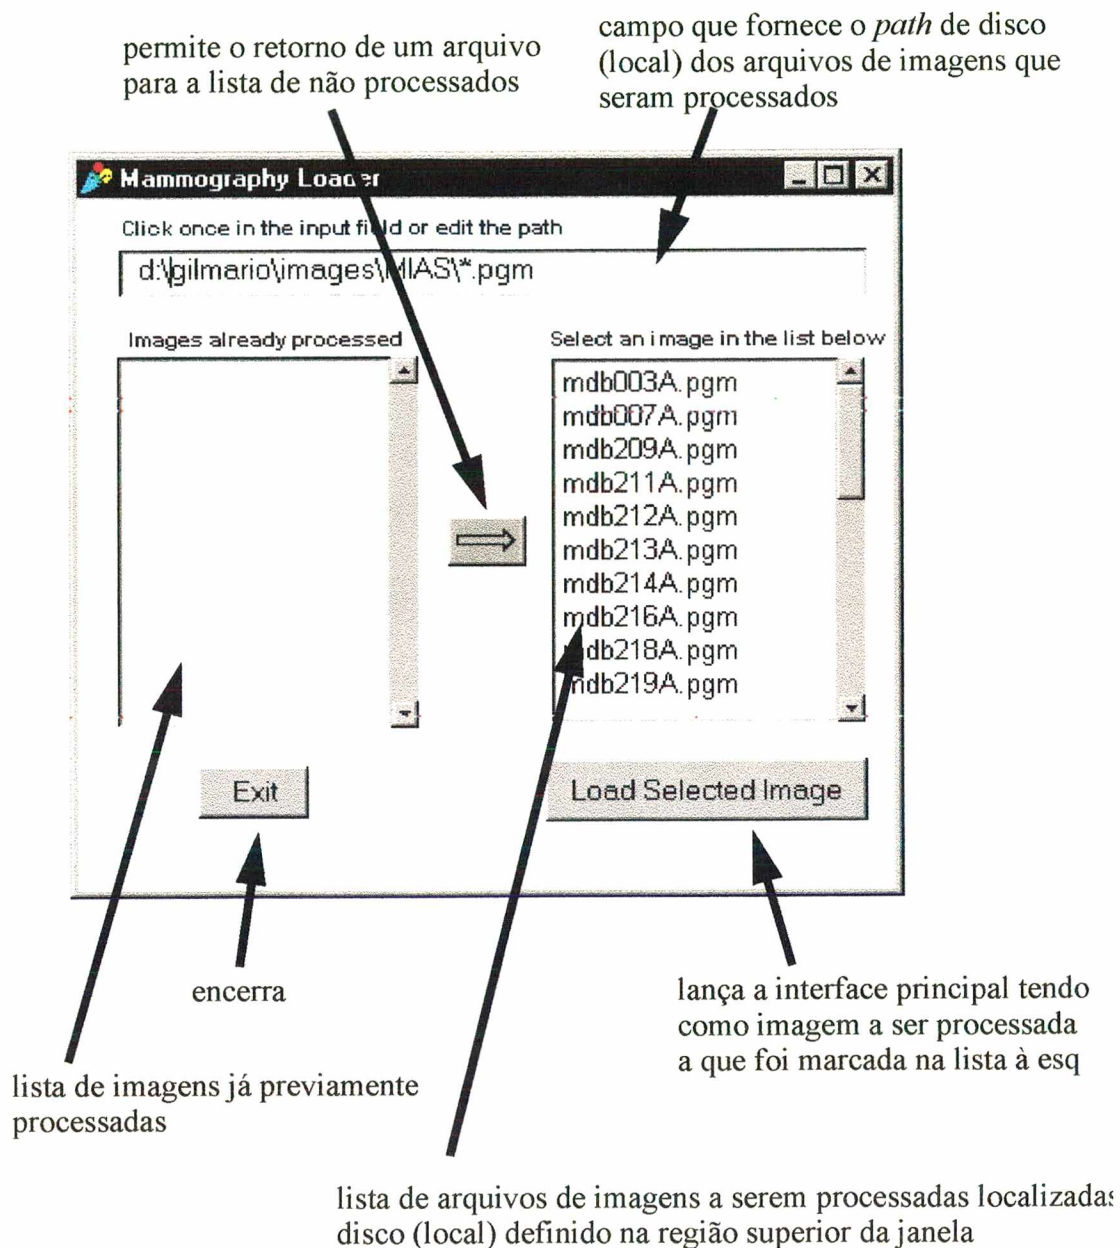 permite o retorno de um arquivo
para a lista de não processados
campo que fornece o path de disco
(local) dos arquivos de imagens que
seram processados
Mammography Loader
Click once in the input field or edit the path
d:\gilmario\images\MIAS\*.pgm
Images already processed
Select an image in the list below
mdb003A.pgm
mdb007A.pgm
mdb209A.pgm
mdb211A.pgm
mdb212A.pgm
mdb213A.pgm
mdb214A.pgm
mdb216A.pgm
mdb218A.pgm
mdb219A.pgm
Exit
Load Selected Image
encerra
lança a interface principal tendo
como imagem a ser processada
a que foi marcada na lista à esq
lista de imagens já previamente
processadas
lista de arquivos de imagens a serem processadas localizadas
disco (local) definido na região superior da janela